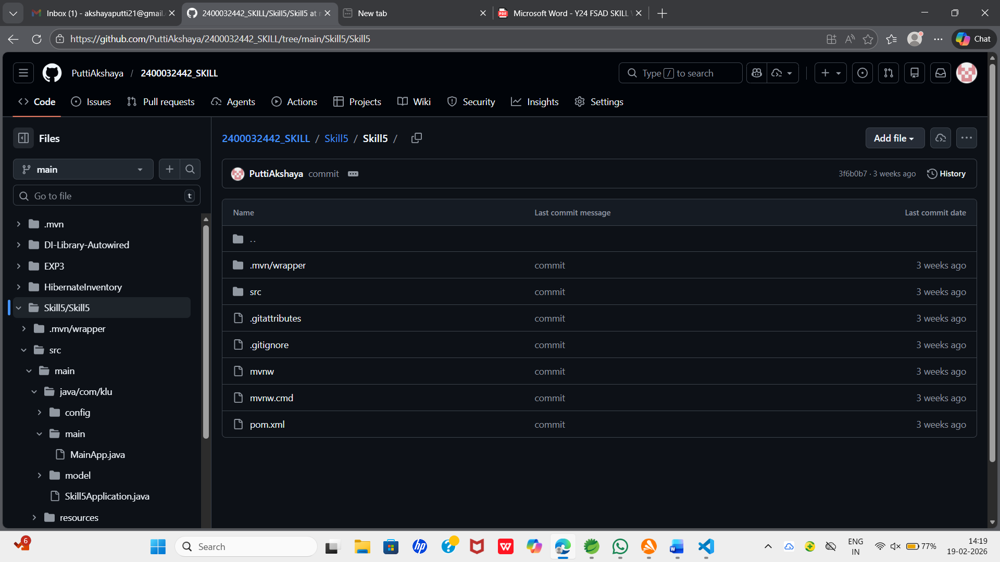 Inbox (1) - akshayaputti21@gmail.
2400032442_SKILL/Skill5/Skill5 at
New tab
Microsoft Word - Y24 FSAD SKILL
https://github.com/PuttiAkshaya/2400032442_SKILL/tree/main/Skill5/Skill5
Chat
PuttiAkshaya / 2400032442_SKILL
Type / to search
Code
Issues
Pull requests
Agents
Actions
Projects
Wiki
Security
Insights
Settings
Files
2400032442_SKILL / Skill5 / Skill5 /
Add file
main
PuttiAkshaya commit
3f6b0b7 · 3 weeks ago
History
Go to file
t
Name
Last commit message
Last commit date
..
.mvn/wrapper commit 3 weeks ago
src commit 3 weeks ago
.gitattributes commit 3 weeks ago
.gitignore commit 3 weeks ago
mvnw commit 3 weeks ago
mvnw.cmd commit 3 weeks ago
pom.xml commit 3 weeks ago
.mvn
DI-Library-Autowired
EXP3
HibernateInventory
Skill5/Skill5
.mvn/wrapper
src
main
java/com/klu
config
main
MainApp.java
model
Skill5Application.java
resources
6
Search
hp
W
ENG
IN
77%
14:19
19-02-2026